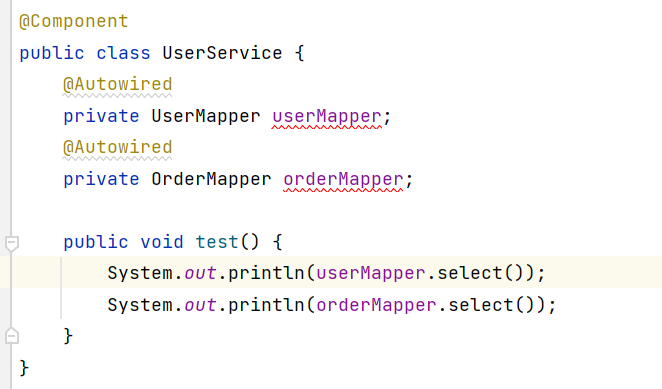 @Component
public class UserService {
    @Autowired
    private UserMapper userMapper;
    @Autowired
    private OrderMapper orderMapper;

    public void test() {
        System.out.println(userMapper.select());
        System.out.println(orderMapper.select());
    }
}